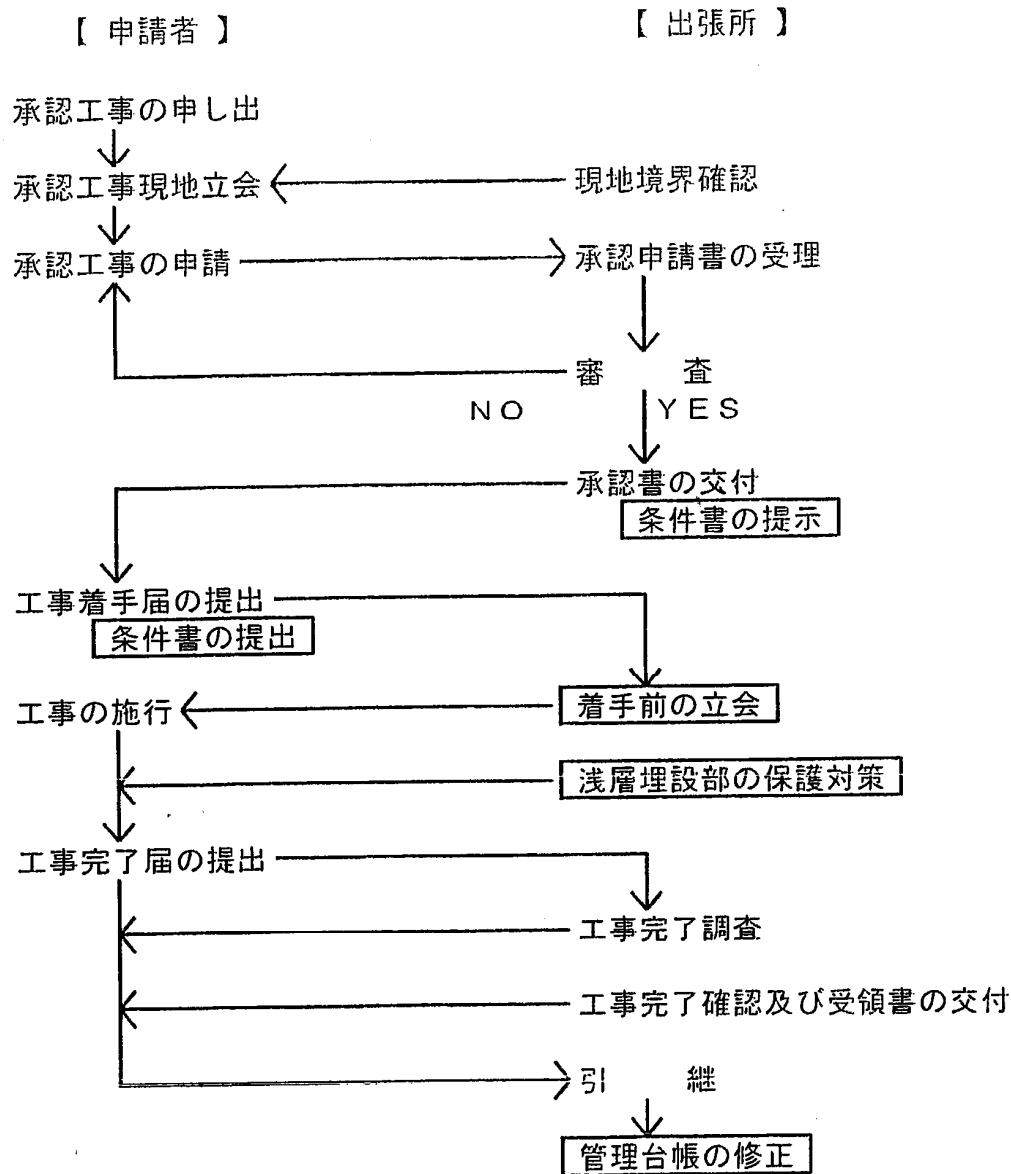 【 申請者 】 【 出張所 】
承認工事の申し出
承認工事現地立会 現地境界確認
承認工事の申請 承認申請書の受理
審 査
NO YES
承認書の交付
条件書の提示
工事着手届の提出
条件書の提出
工事の施行 着手前の立会
浅層埋設部の保護対策
工事完了届の提出
工事完了調査
工事完了確認及び受領書の交付
引 継
管理台帳の修正